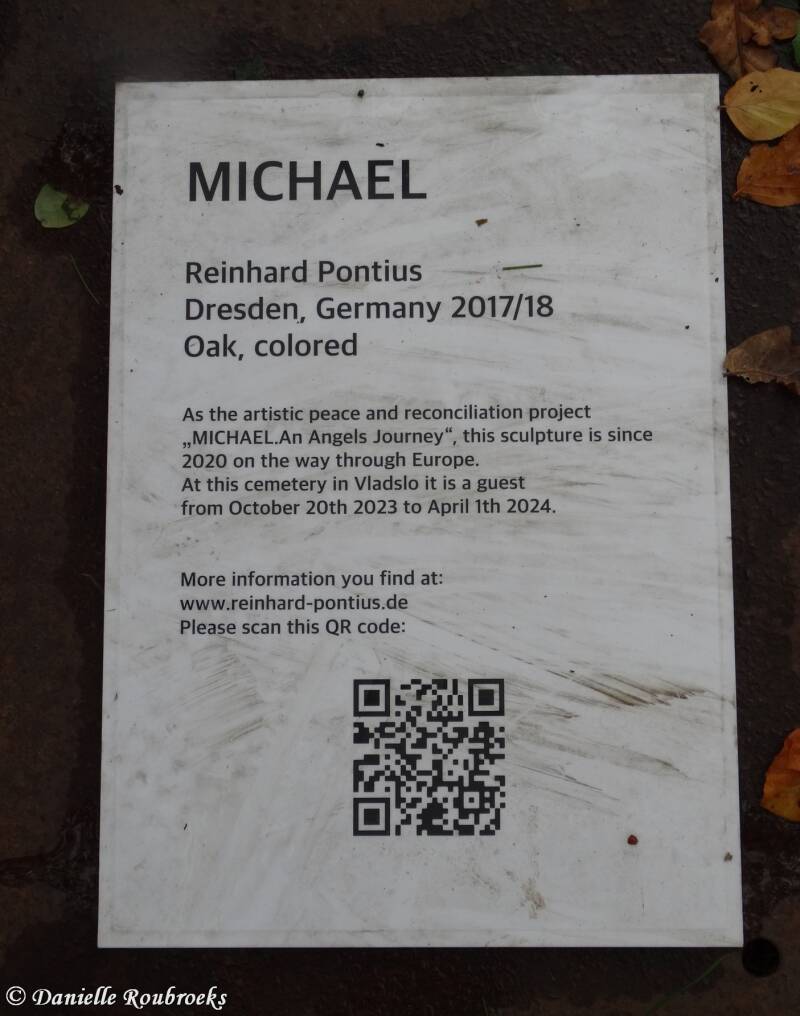 MICHAEL
Reinhard Pontius
Dresden, Germany 2017/18
Oak, colored
As the artistic peace and reconciliation project
„MICHAEL.An Angels Journey“, this sculpture is since
2020 on the way through Europe.
At this cemetery in Vladslo it is a guest
from October 20th 2023 to April 1th 2024.
More information you find at:
www.reinhard-pontius.de
Please scan this QR code:
© Danielle Roubroeks